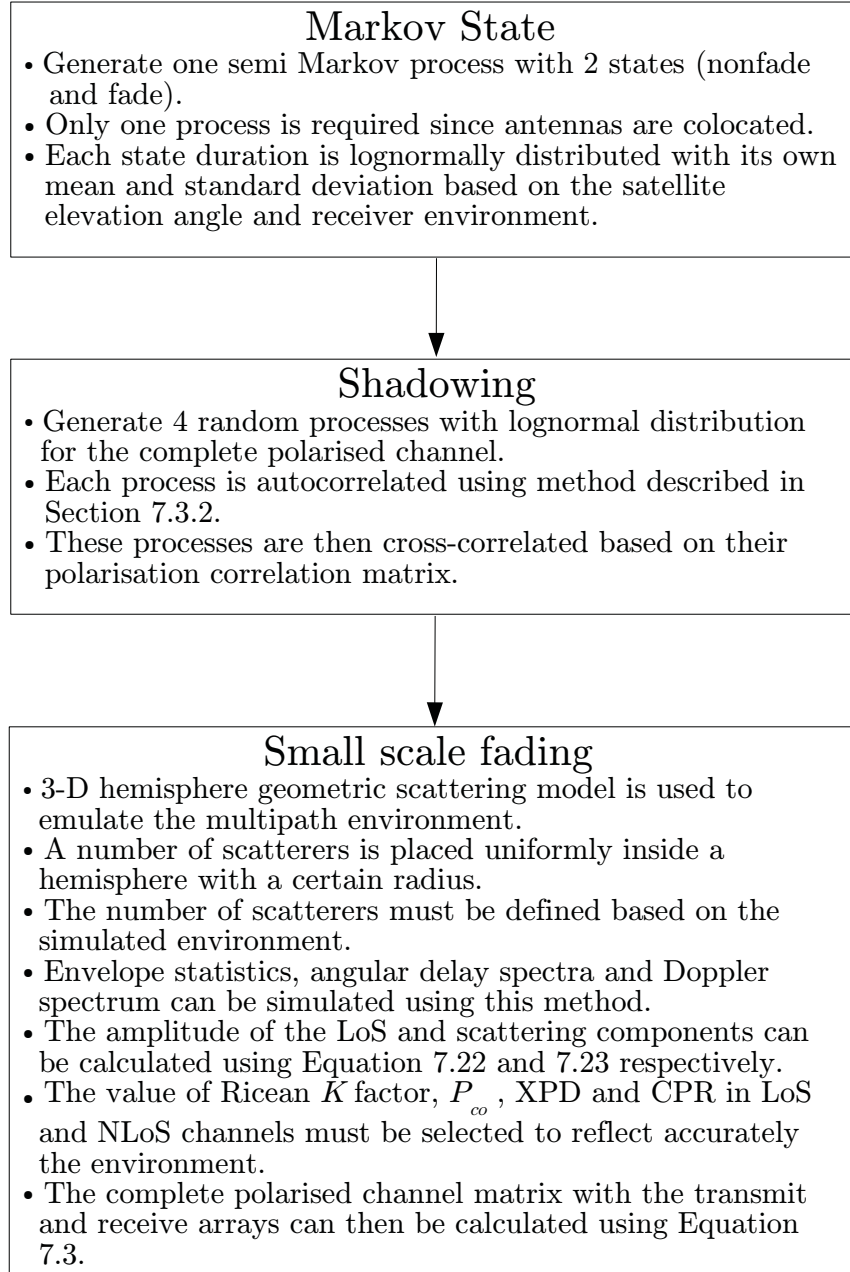 Markov State
• Generate one semi Markov process with 2 states (nonfade
and fade).
• Only one process is required since antennas are colocated.
• Each state duration is lognormally distributed with its own
mean and standard deviation based on the satellite
elevation angle and receiver environment.
Shadowing
• Generate 4 random processes with lognormal distribution
for the complete polarised channel.
• Each process is autocorrelated using method described in
Section 7.3.2.
• These processes are then cross-correlated based on their
polarisation correlation matrix.
Small scale fading
• 3-D hemisphere geometric scattering model is used to
emulate the multipath environment.
• A number of scatterers is placed uniformly inside a
hemisphere with a certain radius.
• The number of scatterers must be defined based on the
simulated environment.
• Envelope statistics, angular delay spectra and Doppler
spectrum can be simulated using this method.
• The amplitude of the LoS and scattering components can
be calculated using Equation 7.22 and 7.23 respectively.
• The value of Ricean K factor, P_co , XPD and CPR in LoS
and NLoS channels must be selected to reflect accurately
the environment.
• The complete polarised channel matrix with the transmit
and receive arrays can then be calculated using Equation
7.3.